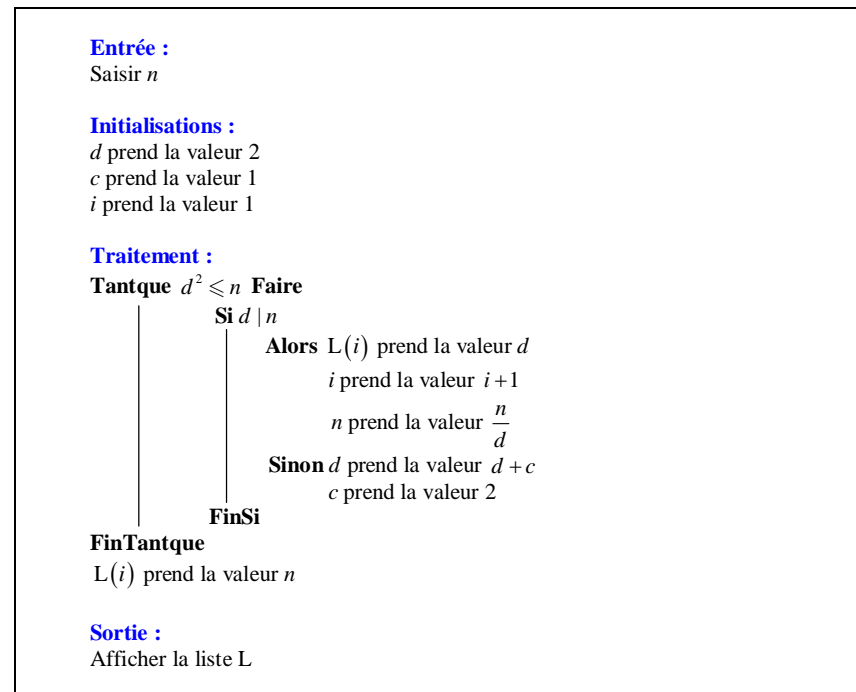 Entrée :
Saisir n
Initialisations :
d prend la valeur 2
c prend la valeur 1
i prend la valeur 1
Traitement :
Tantque d² ⩽ n Faire
Si d | n
Alors L(i) prend la valeur d
i prend la valeur i+1
n prend la valeur n/d
Sinon d prend la valeur d + c
c prend la valeur 2
FinSi
FinTantque
L(i) prend la valeur n
Sortie :
Afficher la liste L